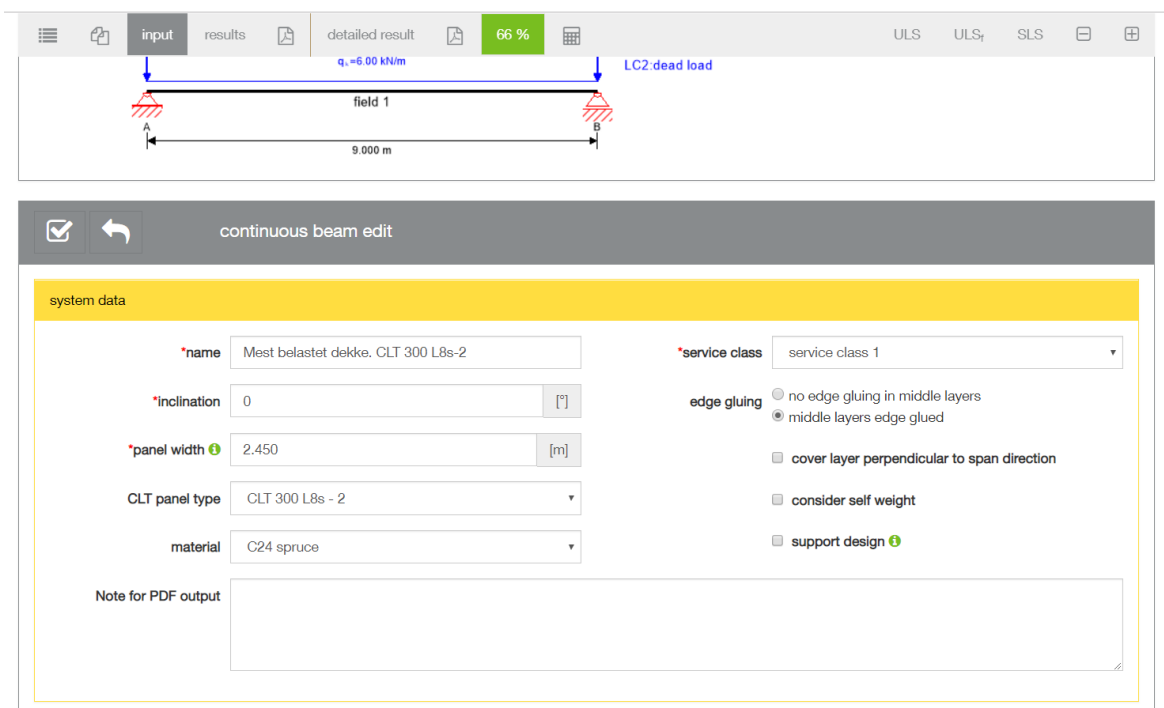 input results detailed result 66 % ULS ULSf SLS
qk=6.00 kN/m
LC2:dead load
field 1
A B
9.000 m
continuous beam edit
system data
*name Mest belastet dekke. CLT 300 L8s-2 *service class service class 1
*inclination 0 [°] edge gluing no edge gluing in middle layers
middle layers edge glued
*panel width 2.450 [m] cover layer perpendicular to span direction
CLT panel type CLT 300 L8s - 2 consider self weight
material C24 spruce support design
Note for PDF output